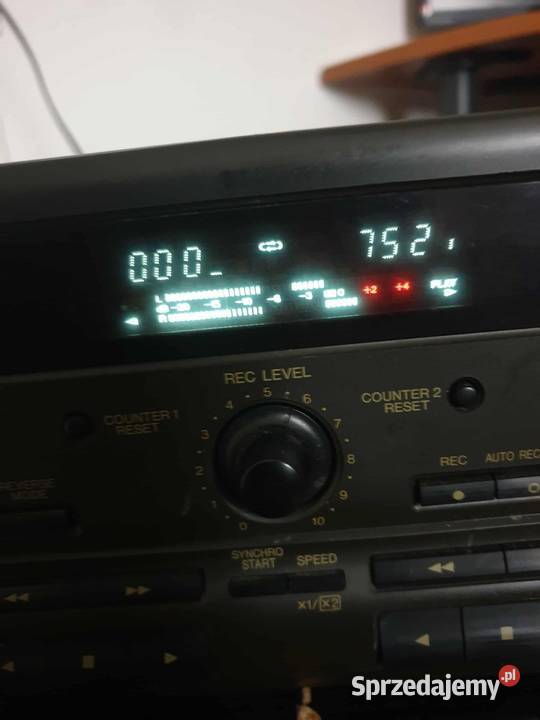 000
752
L
dB -20 -15 -10 -6 -3 0 +2 +4 PLAY
R
REC LEVEL
0 1 2 3 4 5 6 7 8 9 10
COUNTER 1
RESET
COUNTER 2
RESET
REVERSE
MODE
REC
AUTO REC
SYNCHRO
START
SPEED
x1/x2
Sprzedajemy.pl